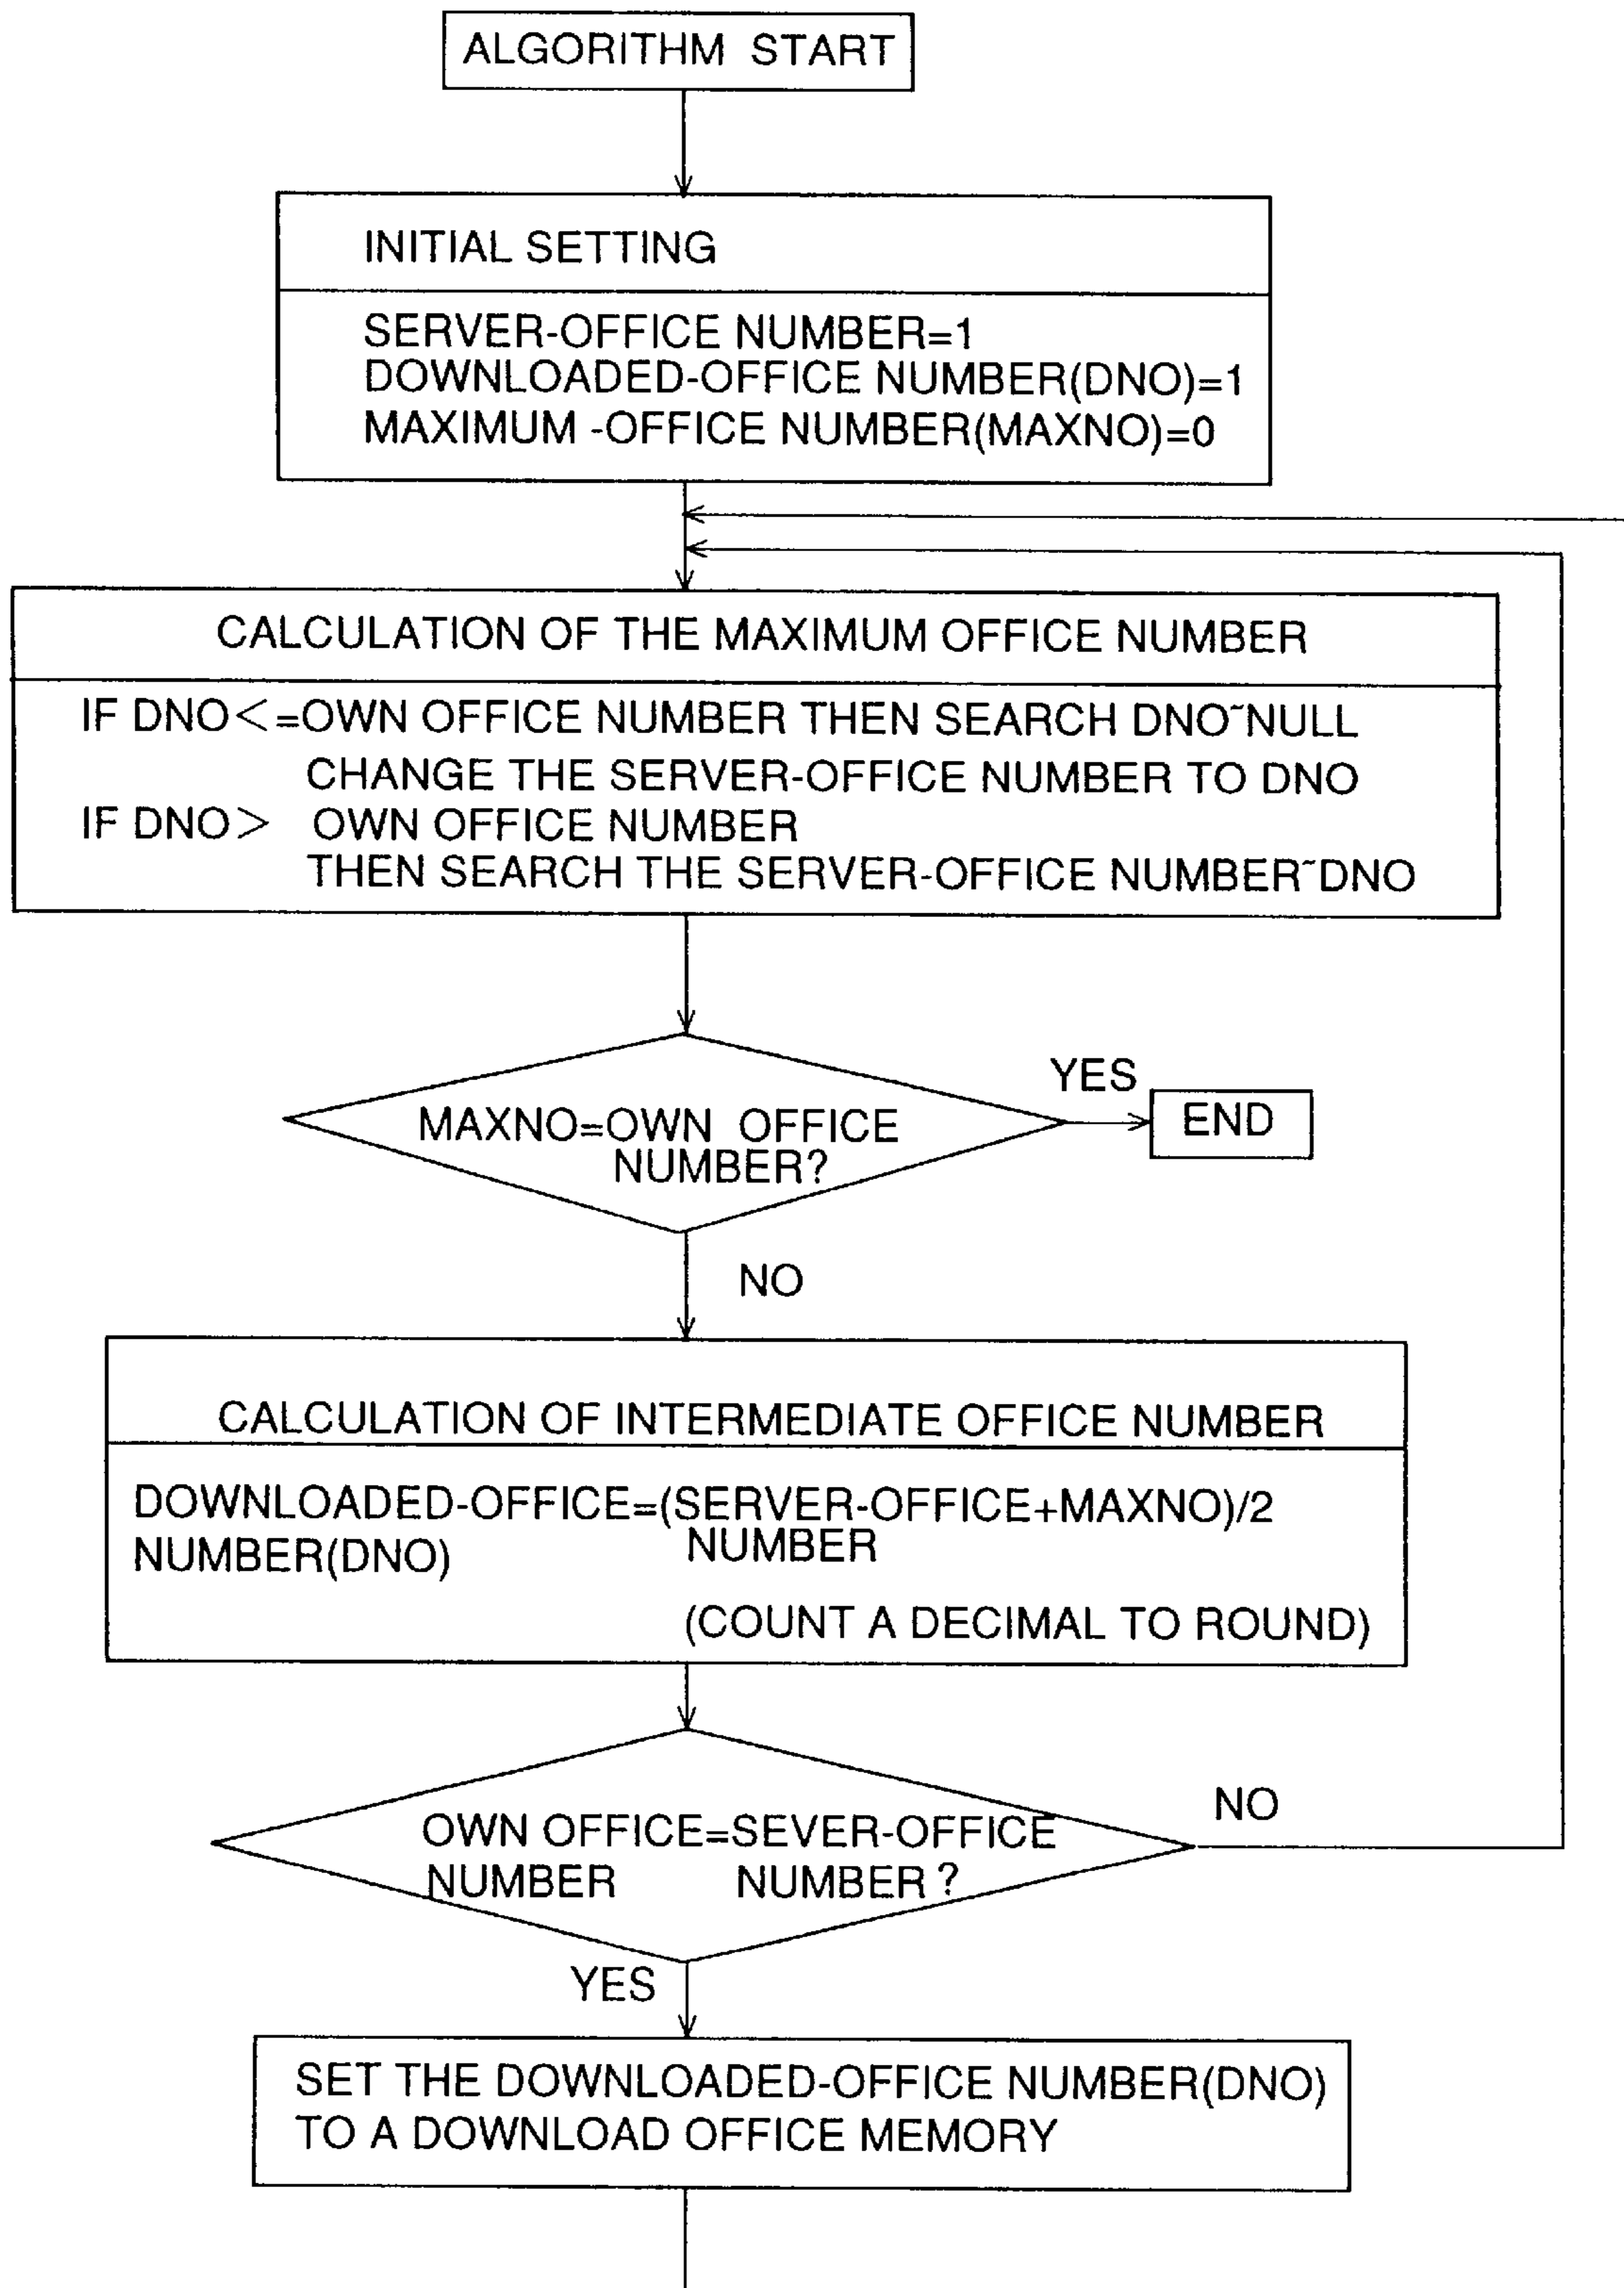 ALGORITHM START
INITIAL SETTING
SERVER-OFFICE NUMBER=1
DOWNLOADED-OFFICE NUMBER(DNO)=1
MAXIMUM -OFFICE NUMBER(MAXNO)=0
CALCULATION OF THE MAXIMUM OFFICE NUMBER
IF DNO<=OWN OFFICE NUMBER THEN SEARCH DNO~NULL
CHANGE THE SERVER-OFFICE NUMBER TO DNO
IF DNO> OWN OFFICE NUMBER
THEN SEARCH THE SERVER-OFFICE NUMBER~DNO
MAXNO=OWN OFFICE
NUMBER?
YES
END
NO
CALCULATION OF INTERMEDIATE OFFICE NUMBER
DOWNLOADED-OFFICE=(SERVER-OFFICE+MAXNO)/2
NUMBER(DNO) NUMBER
(COUNT A DECIMAL TO ROUND)
OWN OFFICE=SEVER-OFFICE
NUMBER NUMBER?
NO
YES
SET THE DOWNLOADED-OFFICE NUMBER(DNO)
TO A DOWNLOAD OFFICE MEMORY